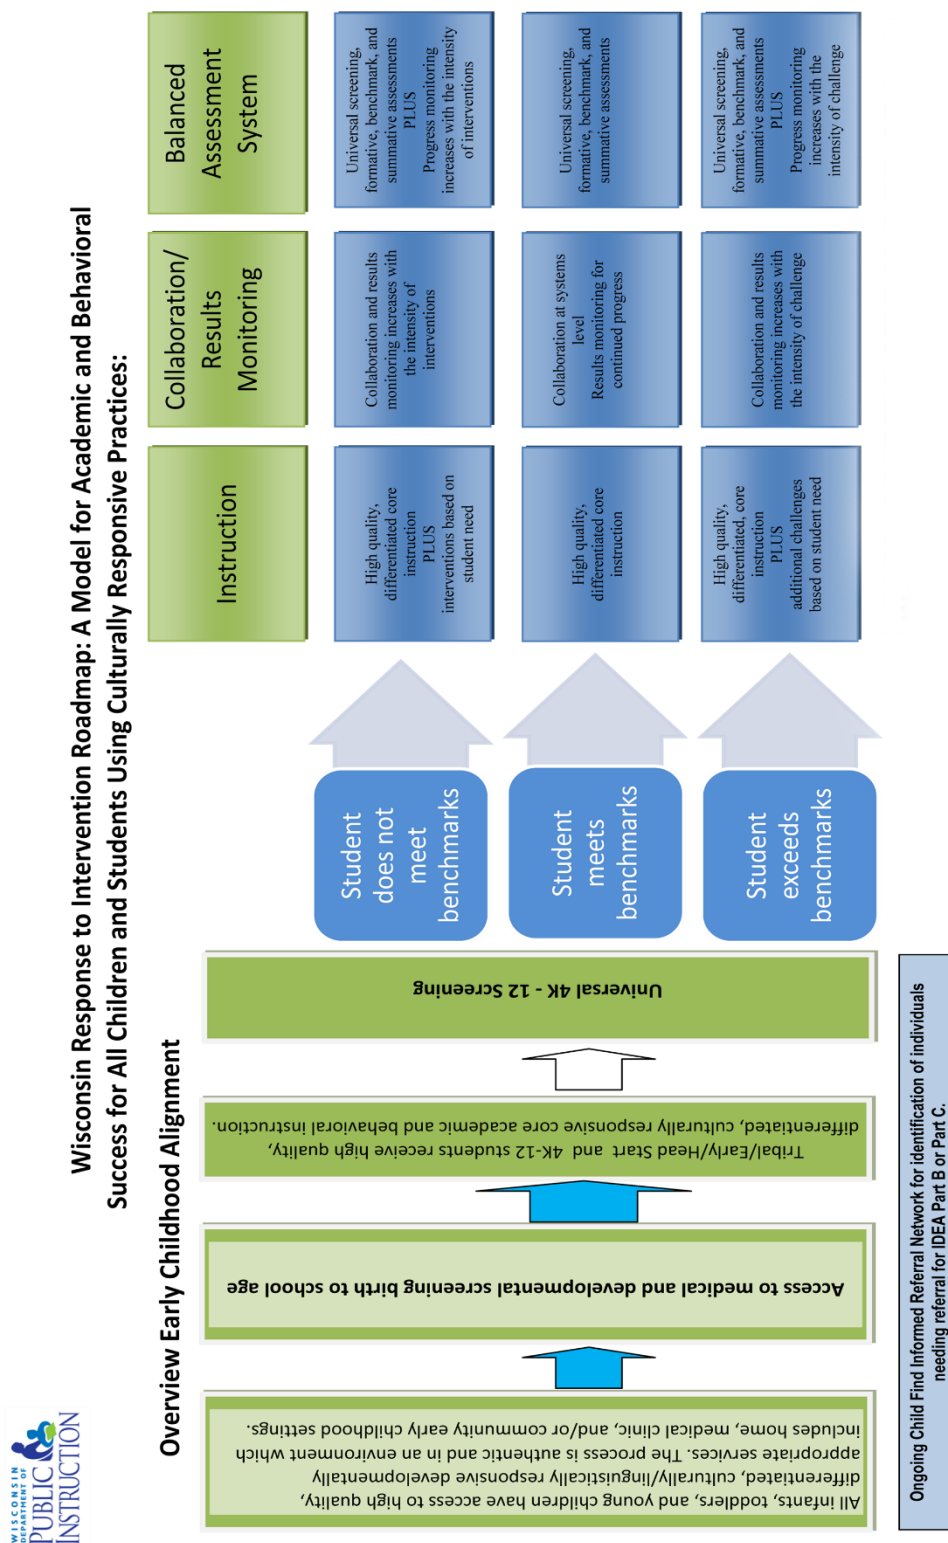 WISCONSIN
DEPARTMENT OF
PUBLIC
INSTRUCTION
Wisconsin Response to Intervention Roadmap: A Model for Academic and Behavioral
Success for All Children and Students Using Culturally Responsive Practices:
Overview Early Childhood Alignment
All infants, toddlers, and young children have access to high quality,
differentiated, culturally/linguistically responsive developmentally
appropriate services. The process is authentic and in an environment which
includes home, medical clinic, and/or community early childhood settings.
Access to medical and developmental screening birth to school age
Tribal/Early/Head Start and 4K-12 students receive high quality,
differentiated, culturally responsive core academic and behavioral instruction.
Universal 4K - 12 Screening
Student
does not
meet
benchmarks
Student
meets
benchmarks
Student
exceeds
benchmarks
Instruction
Collaboration/
Results
Monitoring
Balanced
Assessment
System
High quality,
differentiated core
instruction
PLUS
interventions based on
student need
Collaboration and results
monitoring increases with
the intensity of
interventions
Universal screening,
formative, benchmark, and
summative assessments
PLUS
Progress monitoring
increases with the intensity
of interventions
High quality,
differentiated core
instruction
Collaboration at systems
level
Results monitoring for
continued progress
Universal screening,
formative, benchmark, and
summative assessments
High quality,
differentiated, core
instruction
PLUS
additional challenges
based on student need
Collaboration and results
monitoring increases with
the intensity of challenge
Universal screening,
formative, benchmark, and
summative assessments
PLUS
Progress monitoring
increases with the
intensity of challenge
Ongoing Child Find Informed Referral Network for identification of individuals
needing referral for IDEA Part B or Part C.